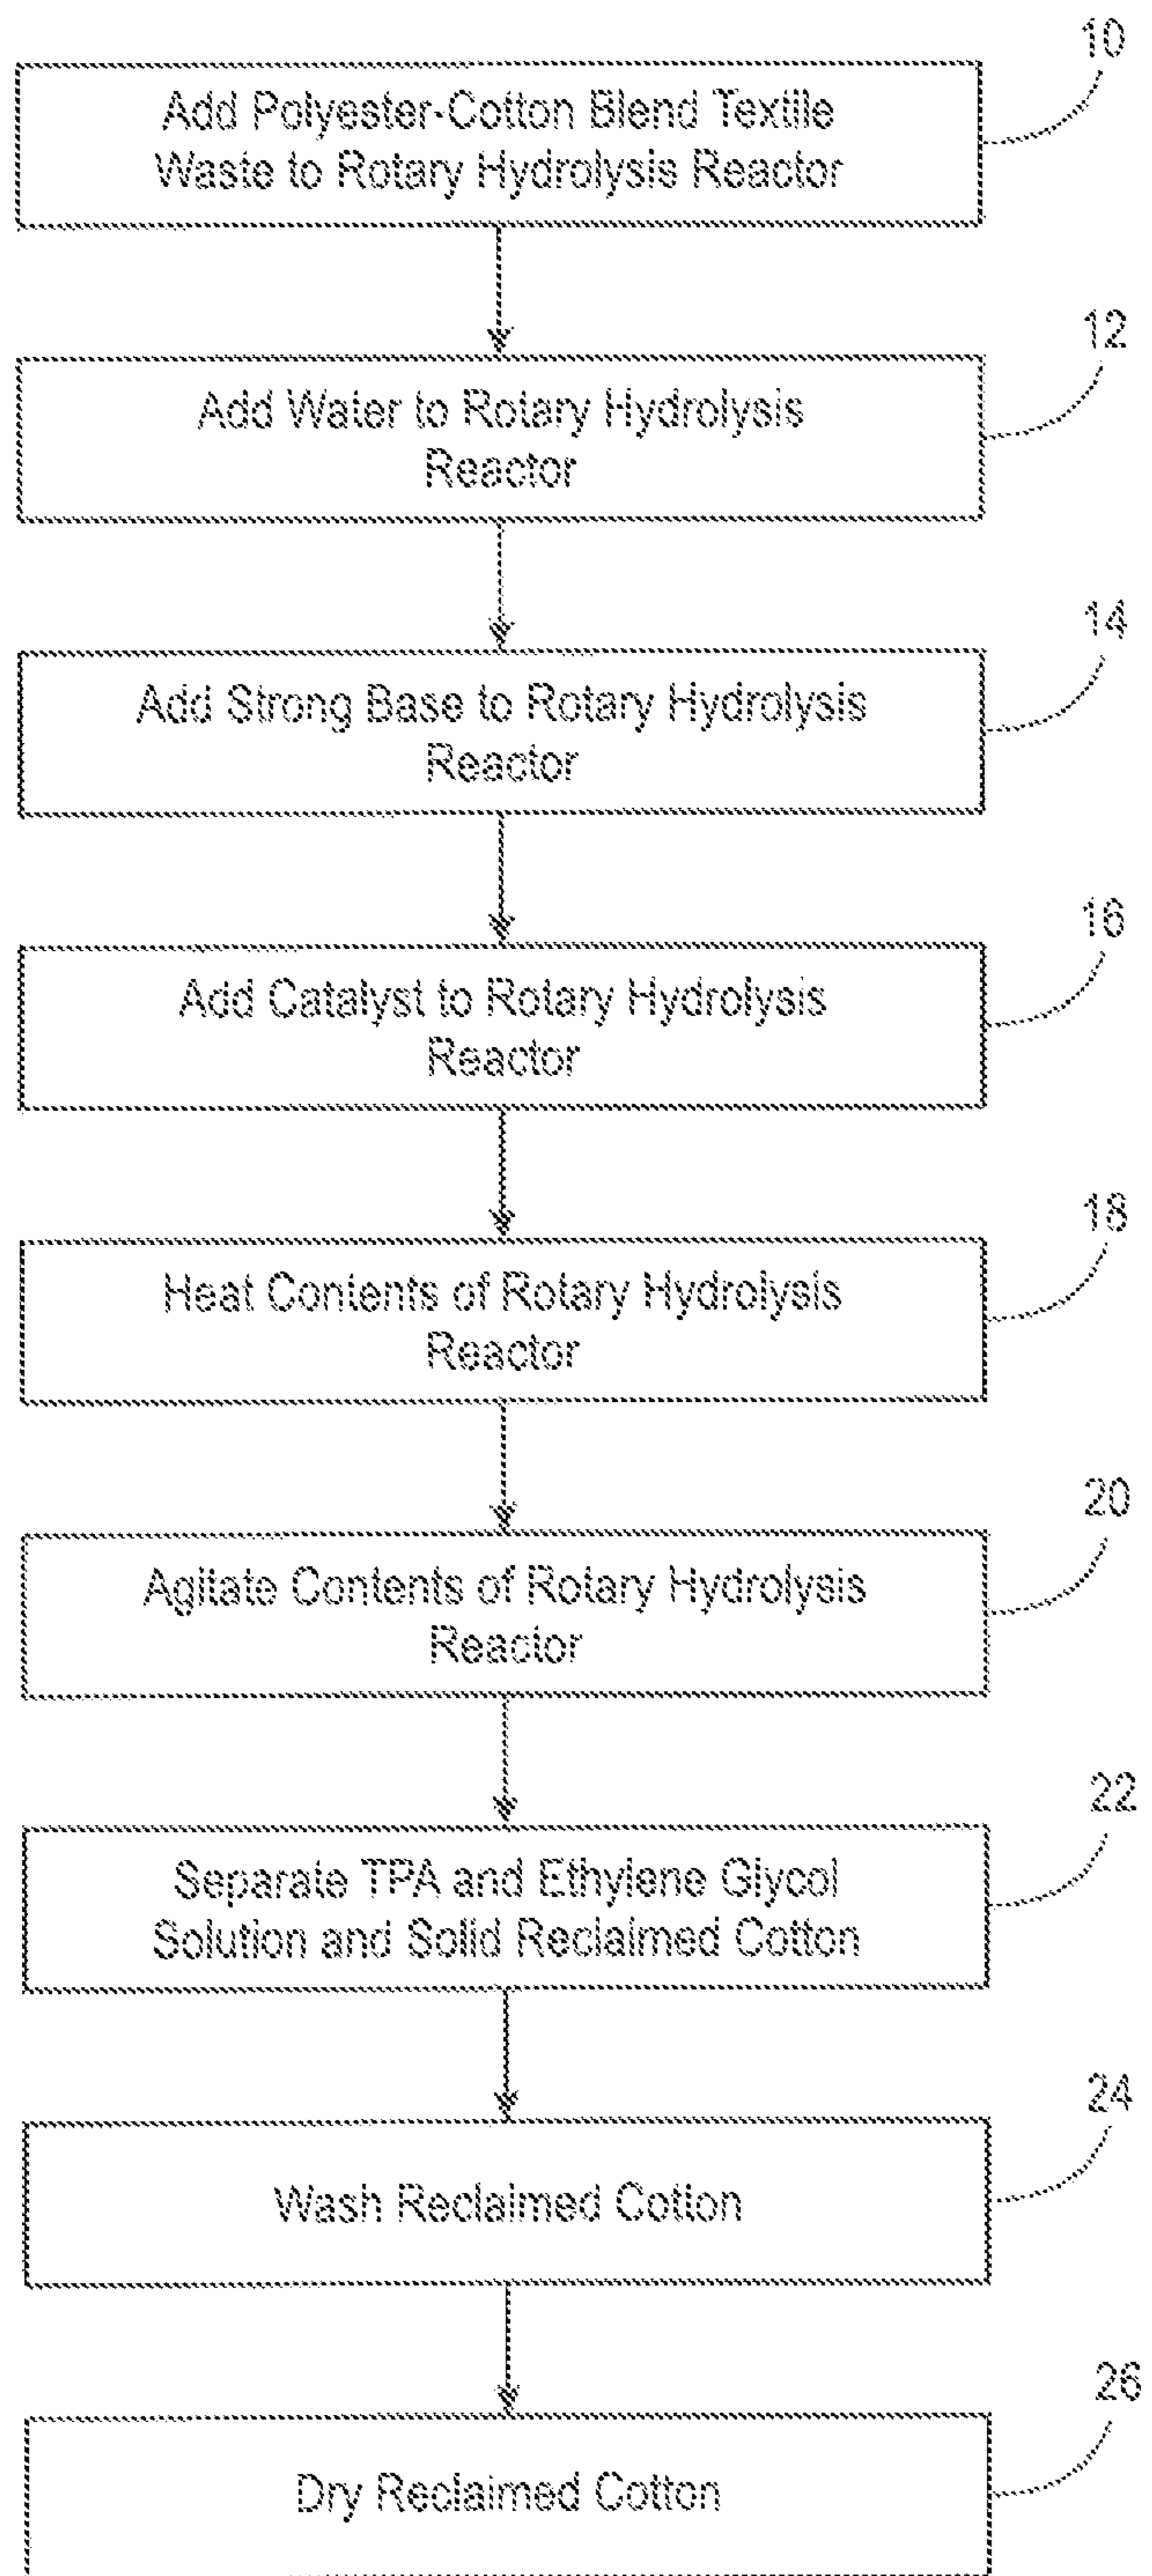 10
Add Polyester-Cotton Blend Textile
Waste to Rotary Hydrolysis Reactor
12
Add Water to Rotary Hydrolysis
Reactor
14
Add Strong Base to Rotary Hydrolysis
Reactor
16
Add Catalyst to Rotary Hydrolysis
Reactor
18
Heat Contents of Rotary Hydrolysis
Reactor
20
Agitate Contents of Rotary Hydrolysis
Reactor
22
Separate TPA and Ethylene Glycol
Solution and Solid Reclaimed Cotton
24
Wash Reclaimed Cotton
26
Dry Reclaimed Cotton